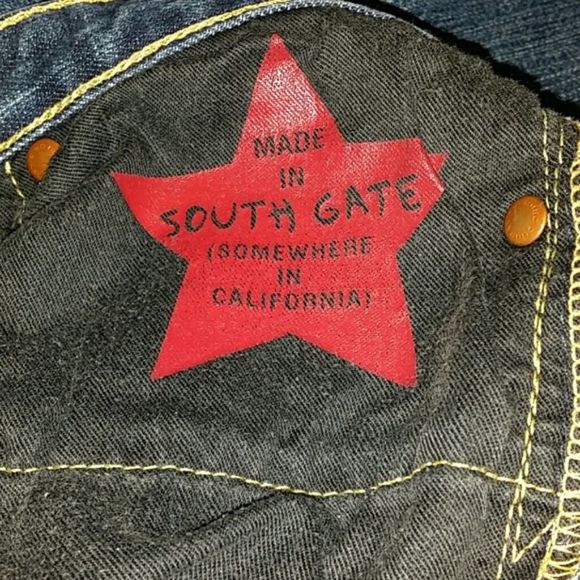 MADE
IN
SOUTH GATE
(SOMEWHERE
IN
CALIFORNIA)